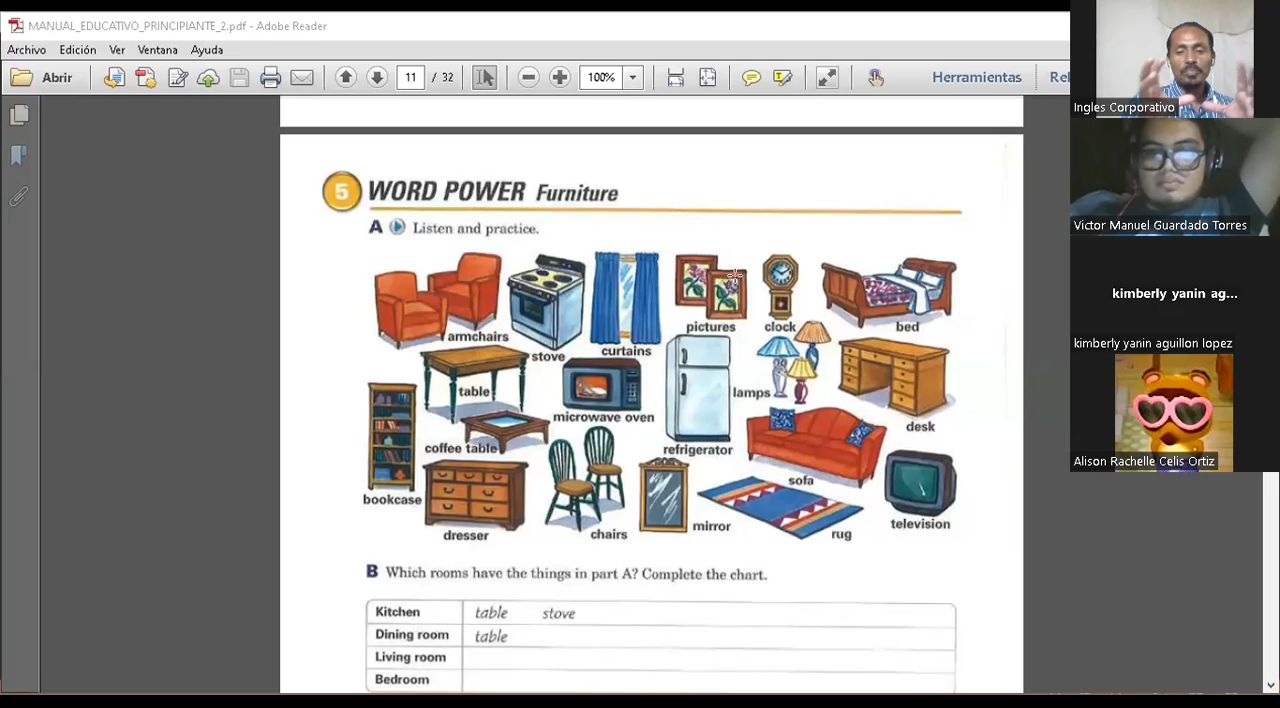 MANUAL_EDUCATIVO_PRINCIPIANTE_2.pdf - Adobe Reader
Archivo Edición Ver Ventana Ayuda
Abrir 11 / 32 100% Herramientas
Ingles Corporativo
Victor Manuel Guardado Torres
kimberly yanin ag...
kimberly yanin aguillon lopez
Alison Rachelle Celis Ortiz
5 WORD POWER Furniture
A Listen and practice.
armchairs
stove
curtains
pictures
clock
bed
table
microwave oven
lamps
desk
coffee table
refrigerator
sofa
bookcase
dresser
chairs
mirror
rug
television
B Which rooms have the things in part A? Complete the chart.
Kitchen table stove
Dining room table
Living room
Bedroom